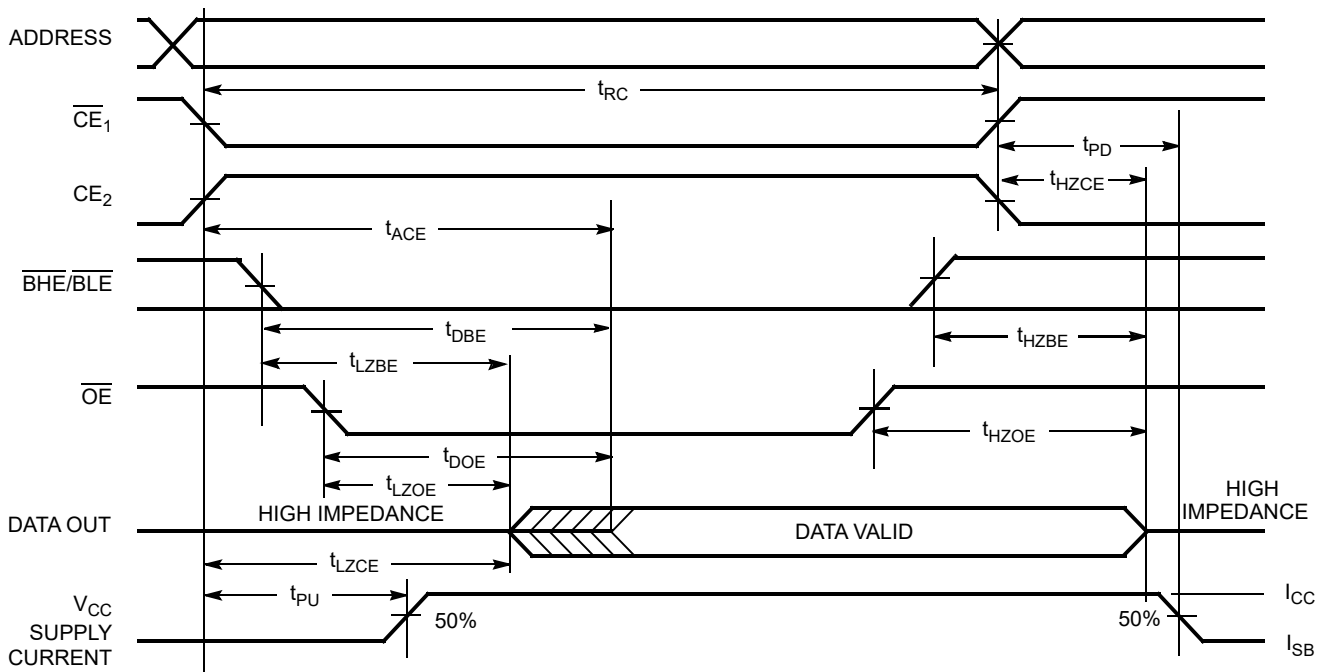 ADDRESS
tRC
CE1
tPD
tHZCE
CE2
tACE
BHE/BLE
tDBE
tHZBE
tLZBE
OE
tHZOE
tDOE
tLZOE
HIGH IMPEDANCE
HIGH
IMPEDANCE
DATA OUT
DATA VALID
tLZCE
tPU
VCC
SUPPLY
CURRENT
50%
50%
ICC
ISB